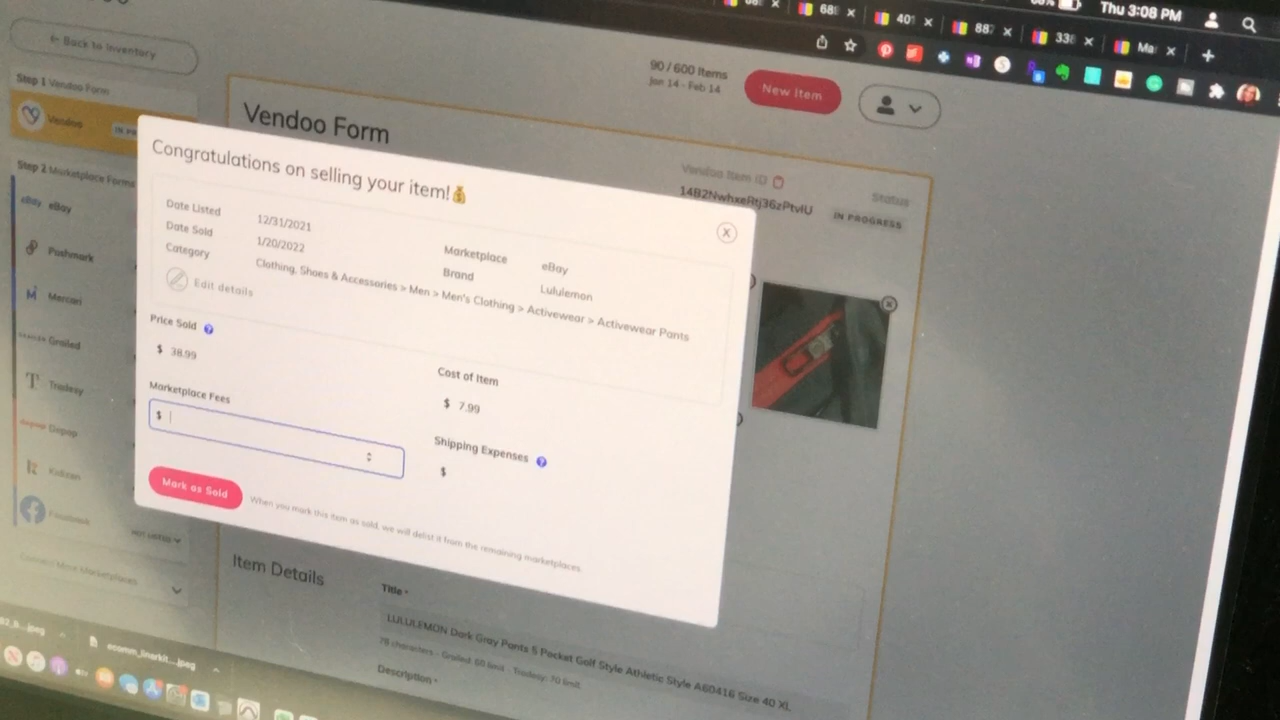 Thu 3:08 PM
← Back to Inventory
90 / 600 Items
Jan 14 - Feb 14
New Item
Step 1 Vendoo Form
Vendoo
Vendoo Form
Vendoo Item ID
Status
IN PROGRESS
Congratulations on selling your item!💰
X
Date Listed 12/31/2021
Date Sold 1/20/2022
Category Clothing, Shoes & Accessories > Men > Men's Clothing > Activewear > Activewear Pants
Marketplace eBay
Brand Lululemon
Edit details
Price Sold ?
$ 38.99
Cost of Item
$ 7.99
Marketplace Fees
$
Shipping Expenses ?
$
Mark as Sold
When you mark this item as sold, we will delist it from the remaining marketplaces.
Step 2 Marketplace Forms
eBay eBay
Poshmark
Mercari
Grailed
Tradesy
Depop
Kidizen
Facebook
NOT LISTED
Connect More Marketplaces
Item Details
Title *
LULULEMON Dark Gray Pants 5 Pocket Golf Style Athletic Style A60416 Size 40 XL
78 characters - Grailed: 60 limit - Tradesy: 70 limit
Description *